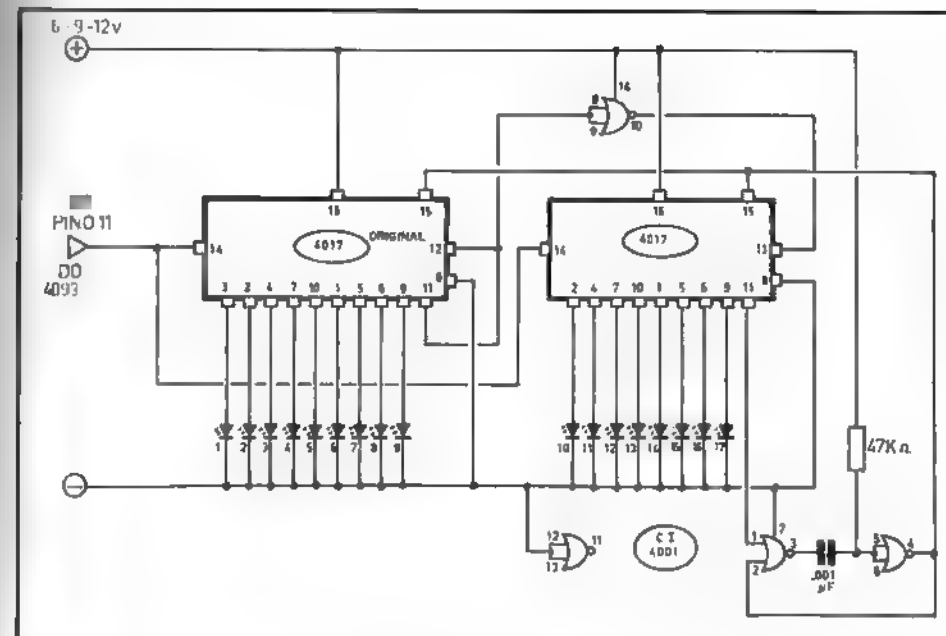 6-9-12v
14
8
9
10
16
15
16
15
PINO 11
DO
4093
14
4017
ORIGINAL
12
8
14
4017
13
8
3 2 4 7 10 1 5 6 9 11
2 4 7 10 1 5 6 9 11
1 2 3 4 5 6 7 8 9
10 11 12 13 14 15 16 17
47KΩ
12
13
11
C I
4001
1
2
7
3
.001
µF
5
6
4